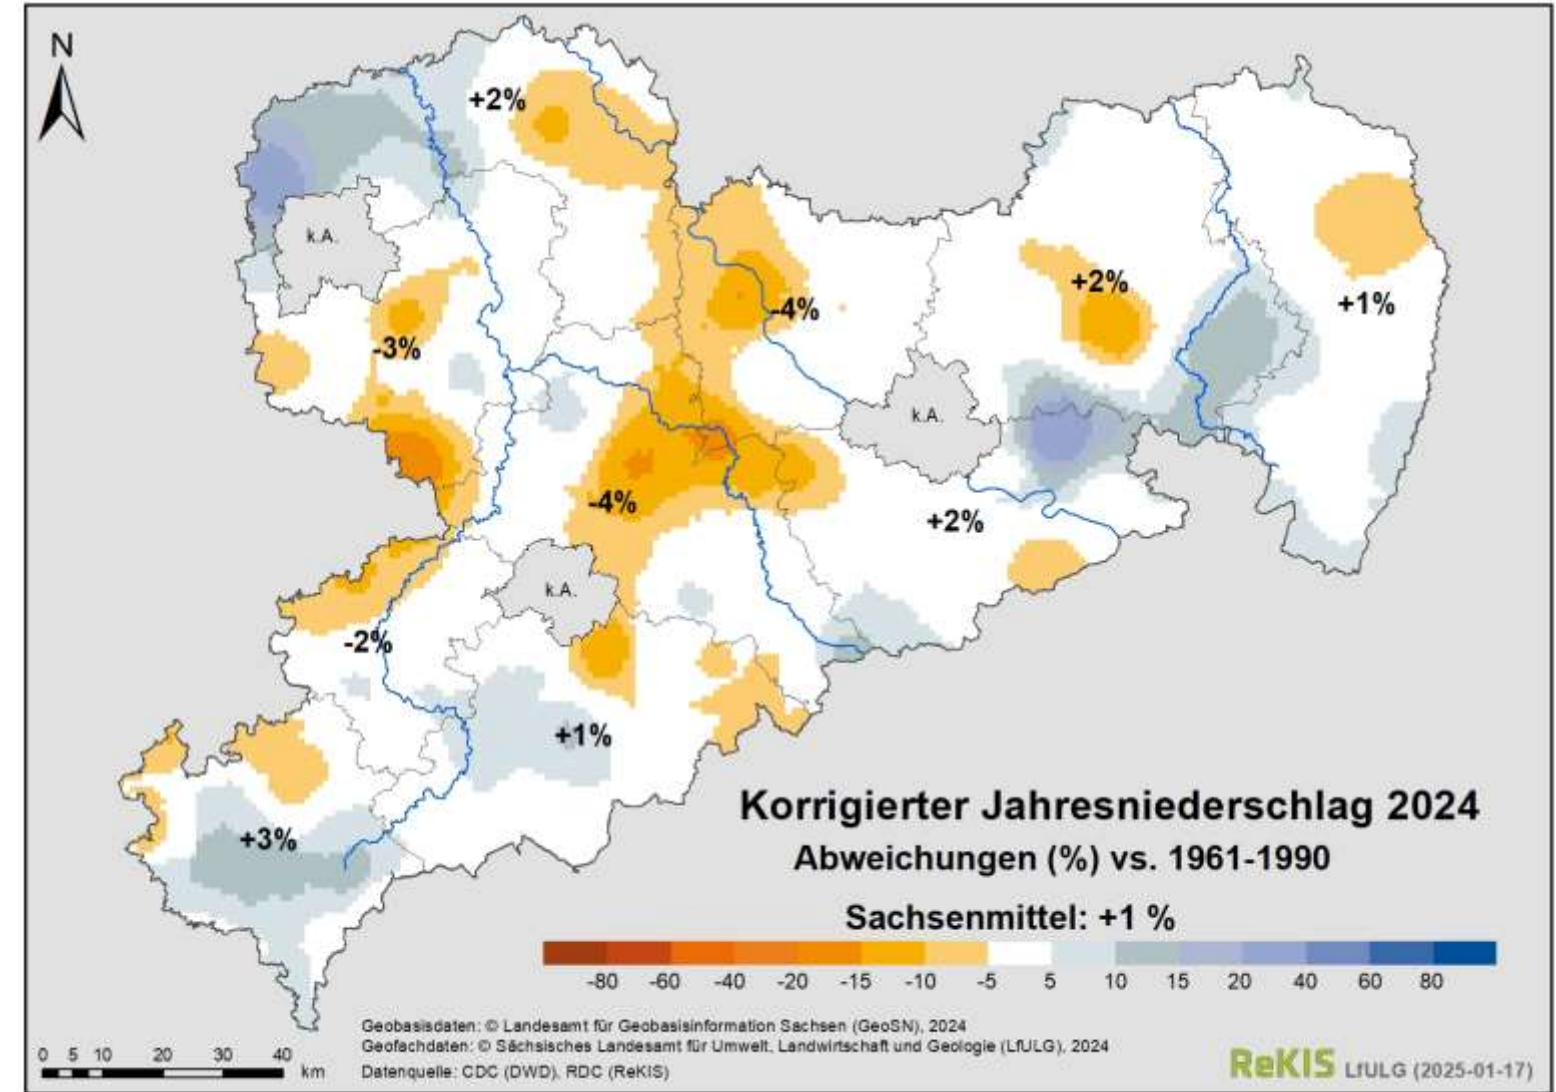 N
+2%
k.A.
+2%
-4%
+1%
-3%
k.A.
-4%
+2%
k.A.
-2%
+1%
+3%
Korrigierter Jahresniederschlag 2024
Abweichungen (%) vs. 1961-1990
Sachsenmittel: +1 %
-80 -60 -40 -20 -15 -10 -5 5 10 15 20 40 60 80
Geobasisdaten: © Landesamt für Geobasisinformation Sachsen (GeoSN), 2024
Geofachdaten: © Sächsisches Landesamt für Umwelt, Landwirtschaft und Geologie (LfULG), 2024
Datenquelle: CDC (DWD), RDC (ReKIS)
0 5 10 20 30 40 km
ReKIS LfULG (2025-01-17)